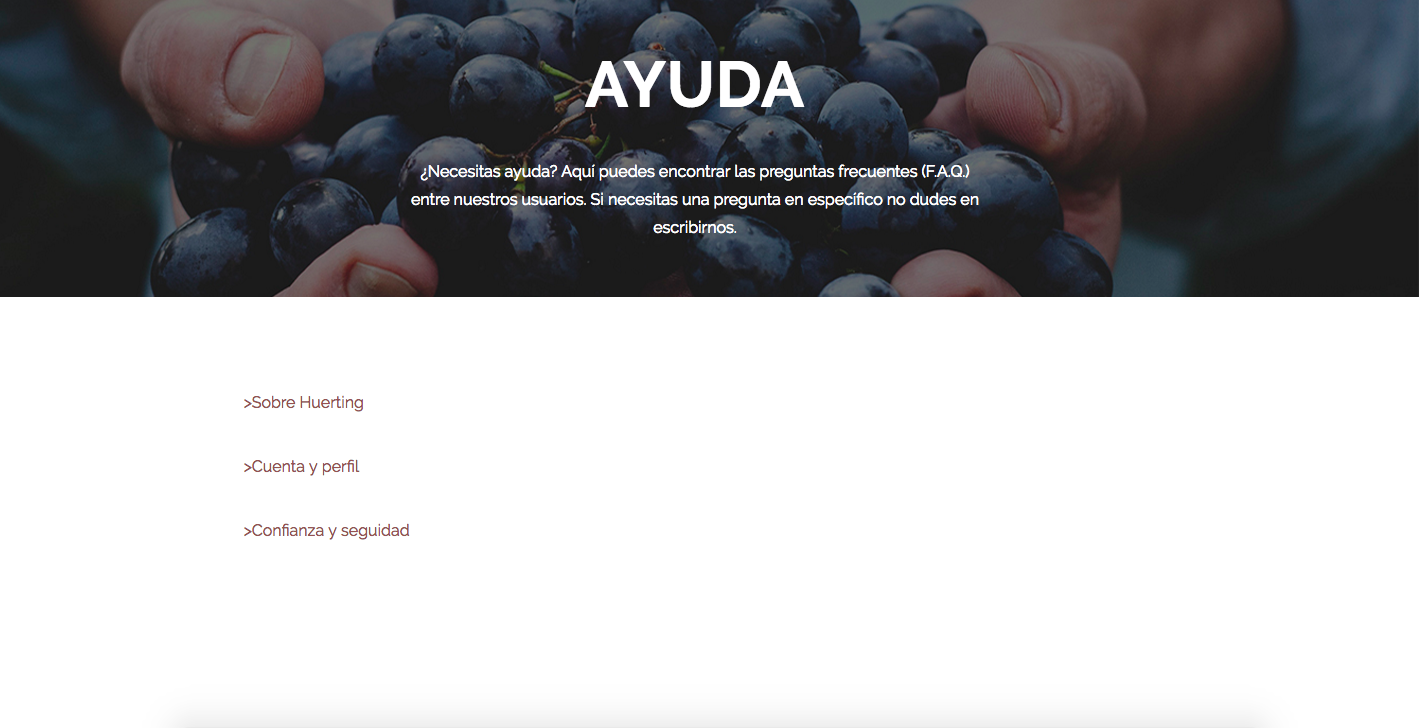 AYUDA
¿Necesitas ayuda? Aquí puedes encontrar las preguntas frecuentes (F.A.Q.)
entre nuestros usuarios. Si necesitas una pregunta en específico no dudes en
escribirnos.
>Sobre Huerting
>Cuenta y perfil
>Confianza y seguidad